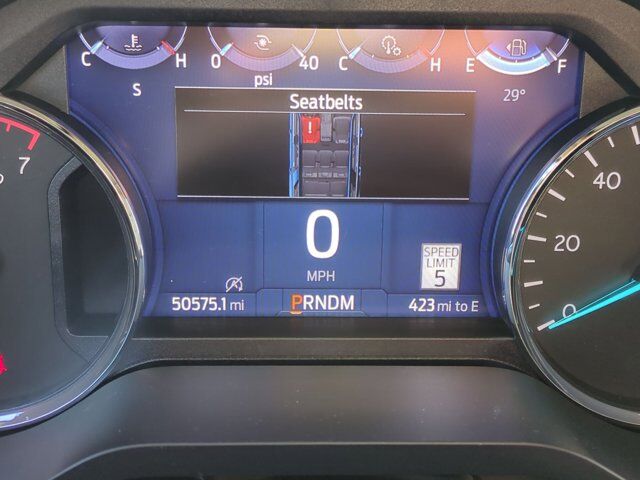 C H 0 40 C H E F
psi
S
29°
Seatbelts
!
7
40
20
0
0
MPH
SPEED
LIMIT
5
50575.1 mi
PRNDM
423 mi to E